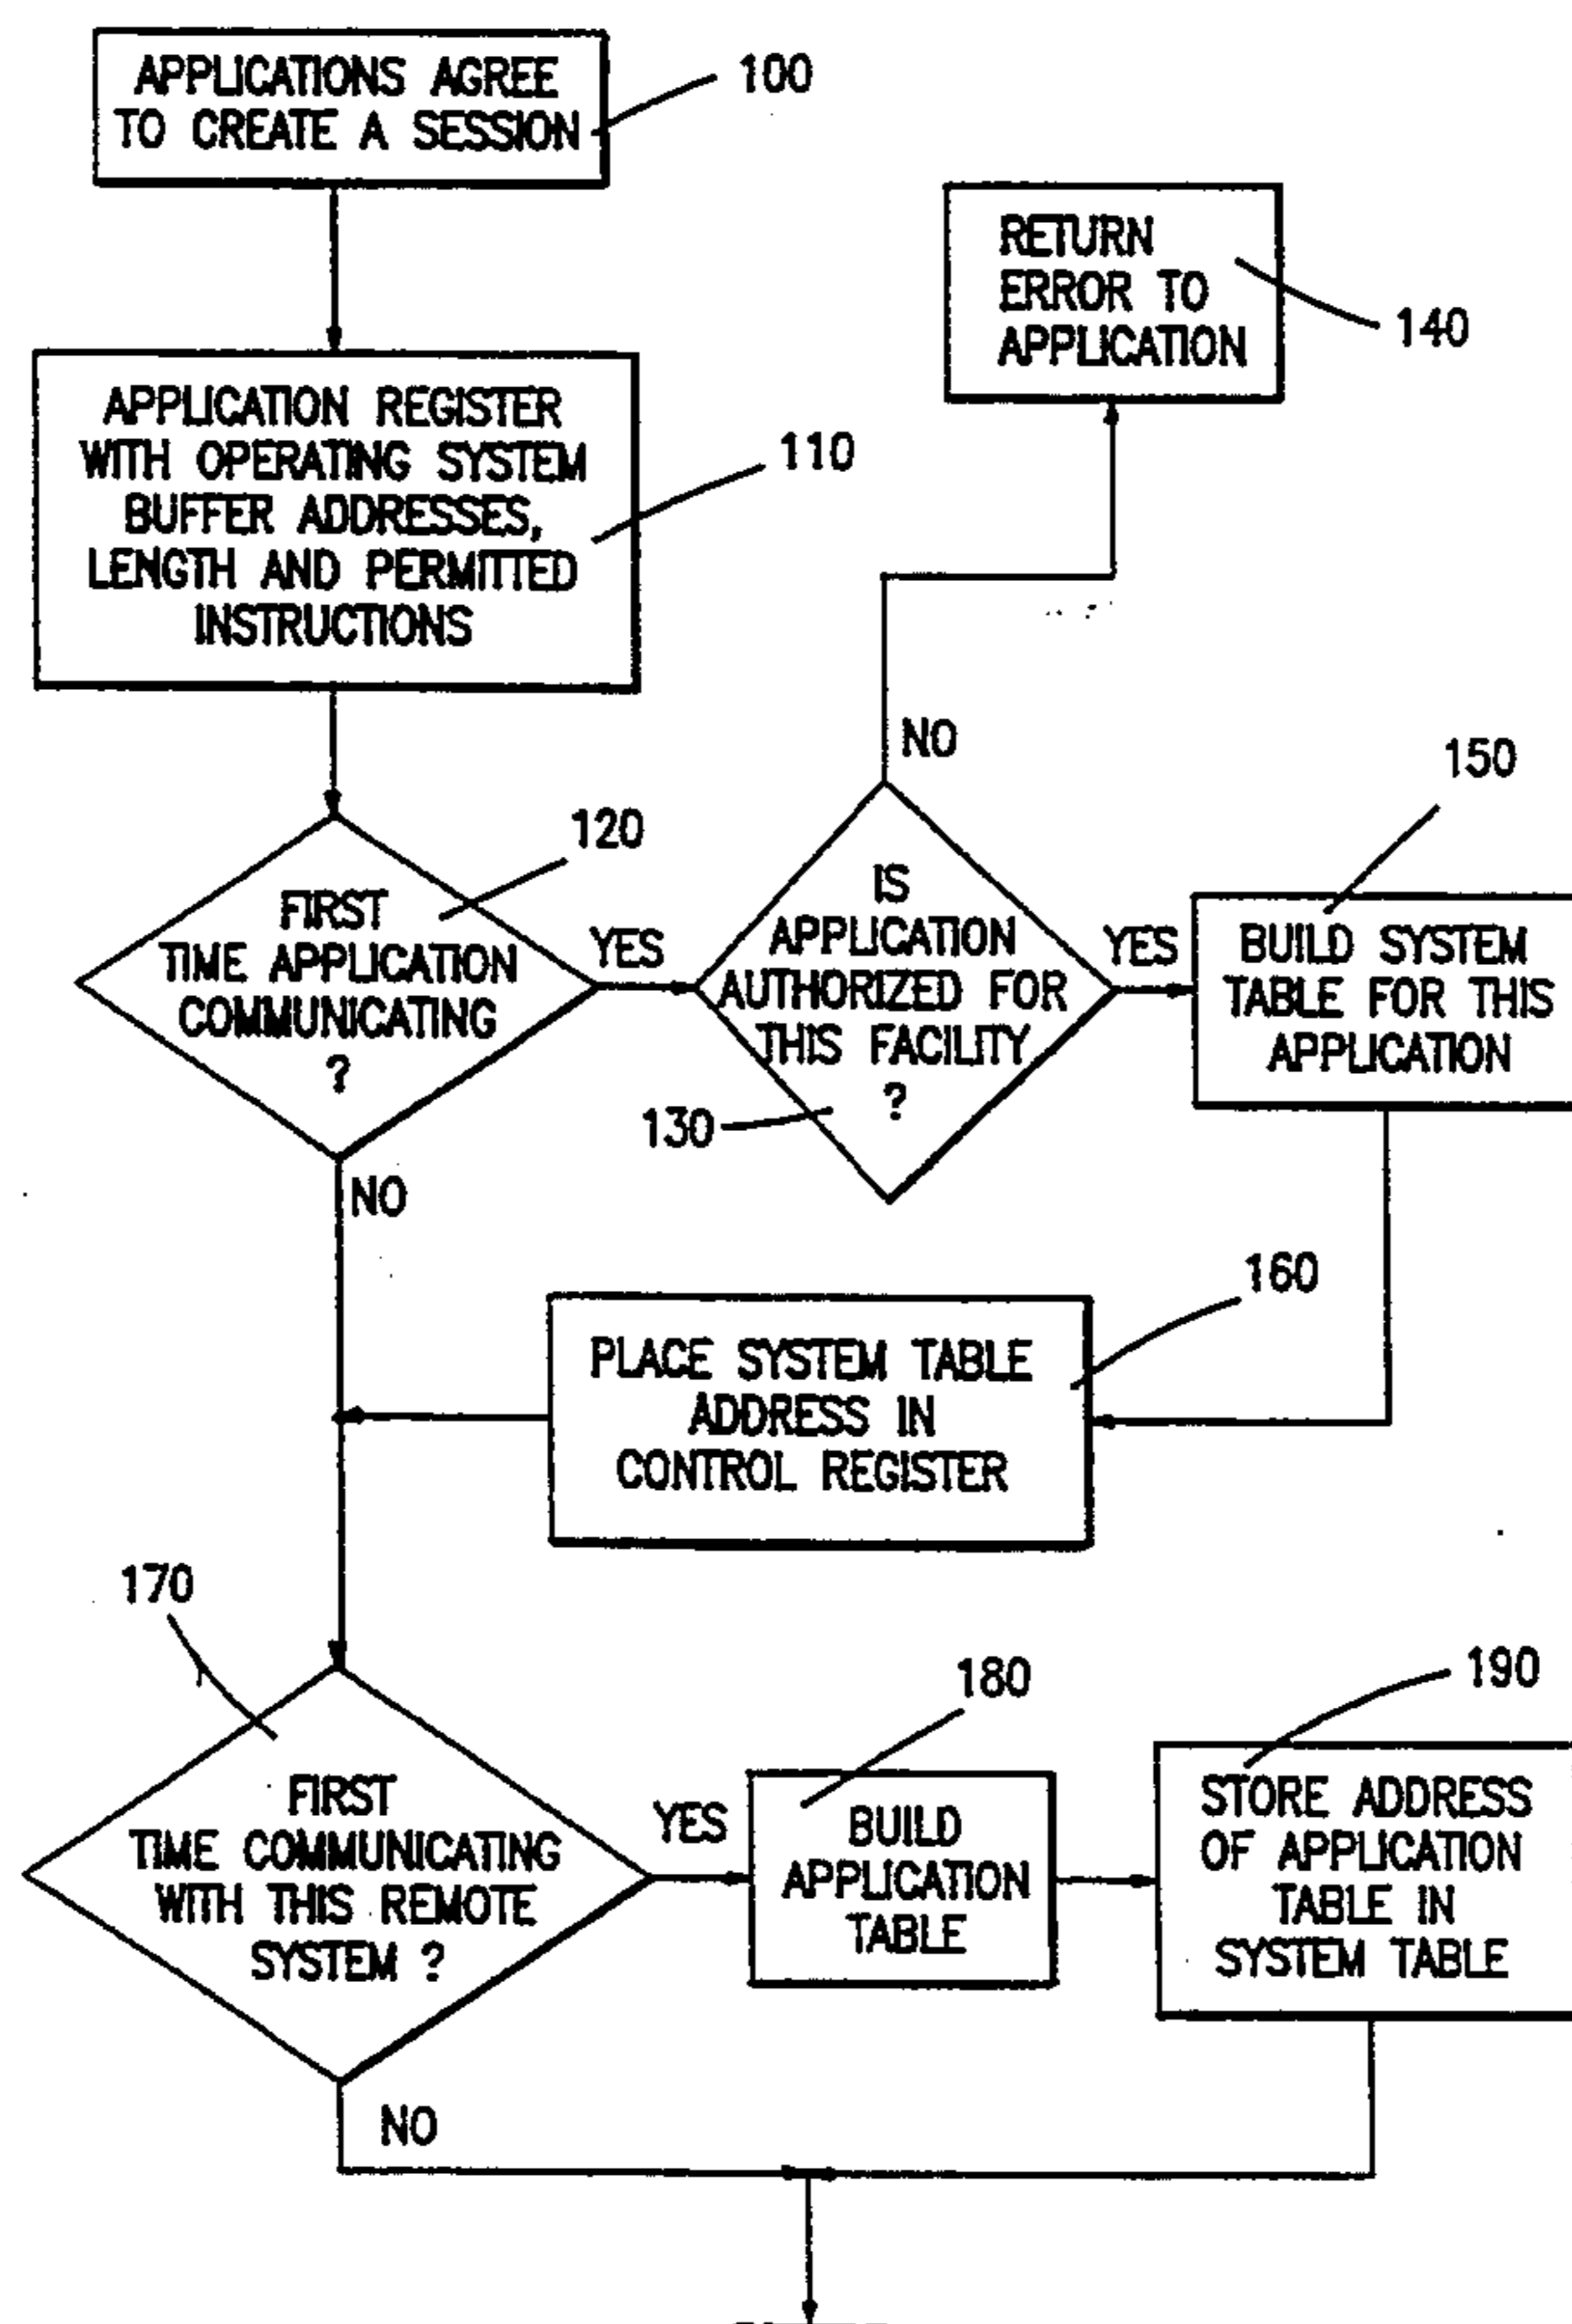 APPLICATIONS AGREE
TO CREATE A SESSION
100
RETURN
ERROR TO
APPLICATION
140
APPLICATION REGISTER
WITH OPERATING SYSTEM
BUFFER ADDRESSES,
LENGTH AND PERMITTED
INSTRUCTIONS
110
NO
150
120
FIRST
TIME APPLICATION
COMMUNICATING
?
YES
IS
APPLICATION
AUTHORIZED FOR
THIS FACILITY
?
130
YES
BUILD SYSTEM
TABLE FOR THIS
APPLICATION
NO
160
PLACE SYSTEM TABLE
ADDRESS IN
CONTROL REGISTER
170
FIRST
TIME COMMUNICATING
WITH THIS REMOTE
SYSTEM ?
YES
180
BUILD
APPLICATION
TABLE
190
STORE ADDRESS
OF APPLICATION
TABLE IN
SYSTEM TABLE
NO